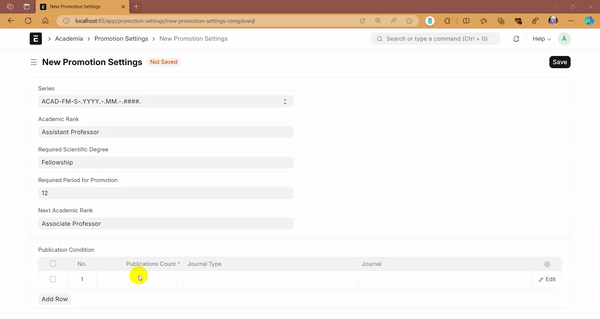 New Promotion Settings
localhost:85/app/promotion-settings/new-promotion-settings-rzmgskveql
E
Academia
Promotion Settings
New Promotion Settings
Search or type a command (Ctrl + G)
Help
A
New Promotion Settings
Not Saved
Save
Series
ACAD-FM-S-.YYYY.-.MM.-.####.
Academic Rank
Assistant Professor
Required Scientific Degree
Fellowship
Required Period for Promotion
12
Next Academic Rank
Associate Professor
Publication Condition
No.
Publications Count *
Journal Type
Journal
1
Edit
Add Row